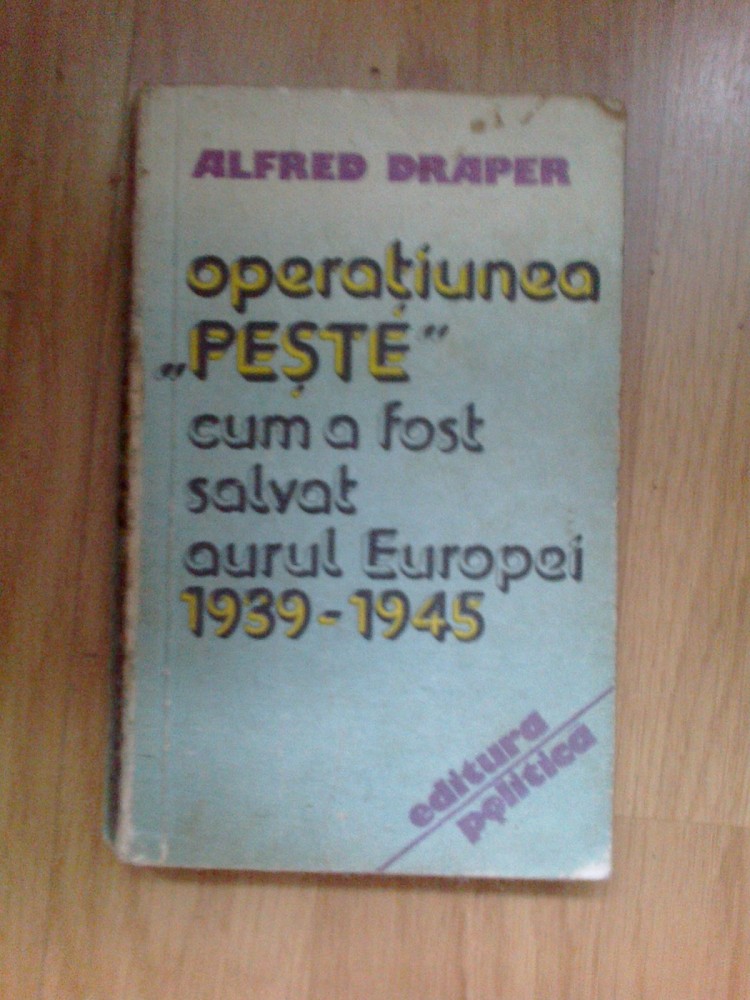 ALFRED DRAPER
operațiunea
„PEȘTE”
cum a fost
salvat
aurul Europei
1939-1945
editura
politica